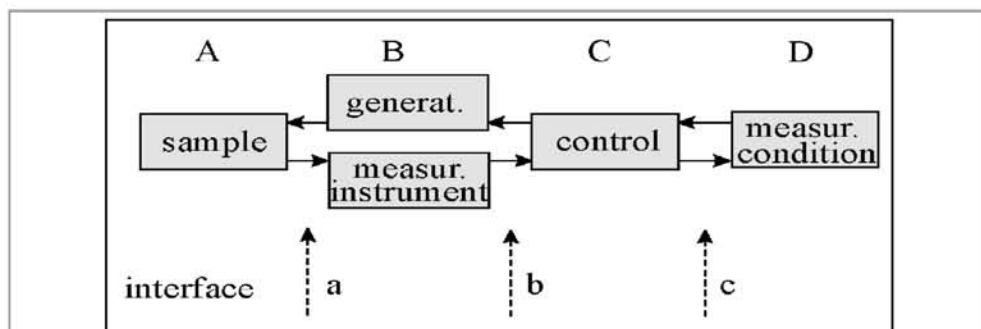 A B C D
generat.
sample
control
measur.
condition
measur.
instrument
interface a b c